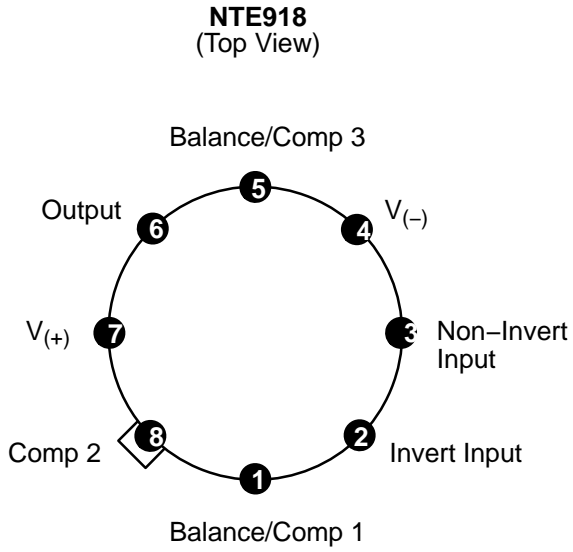 NTE918
(Top View)
Balance/Comp 3
5
Output
6
4
V(–)
V(+)
7
3
Non–Invert
Input
Comp 2
8
2
Invert Input
1
Balance/Comp 1